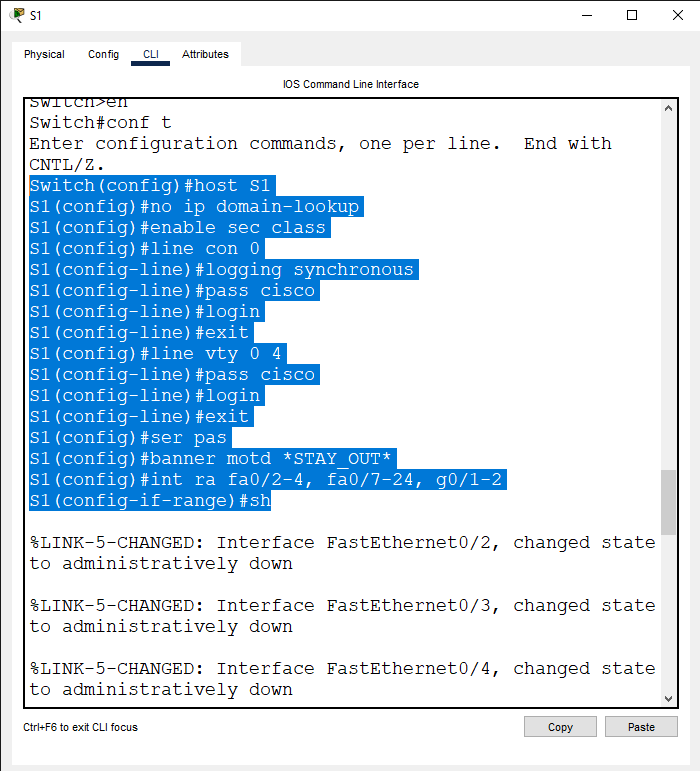 S1
Physical Config CLI Attributes
IOS Command Line Interface
Switch>en
Switch#conf t
Enter configuration commands, one per line.  End with
CNTL/Z.
Switch(config)#host S1
S1(config)#no ip domain-lookup
S1(config)#enable sec class
S1(config)#line con 0
S1(config-line)#logging synchronous
S1(config-line)#pass cisco
S1(config-line)#login
S1(config-line)#exit
S1(config)#line vty 0 4
S1(config-line)#pass cisco
S1(config-line)#login
S1(config-line)#exit
S1(config)#ser pas
S1(config)#banner motd *STAY_OUT*
S1(config)#int ra fa0/2-4, fa0/7-24, g0/1-2
S1(config-if-range)#sh
%LINK-5-CHANGED: Interface FastEthernet0/2, changed state
to administratively down
%LINK-5-CHANGED: Interface FastEthernet0/3, changed state
to administratively down
%LINK-5-CHANGED: Interface FastEthernet0/4, changed state
to administratively down
Ctrl+F6 to exit CLI focus
Copy Paste